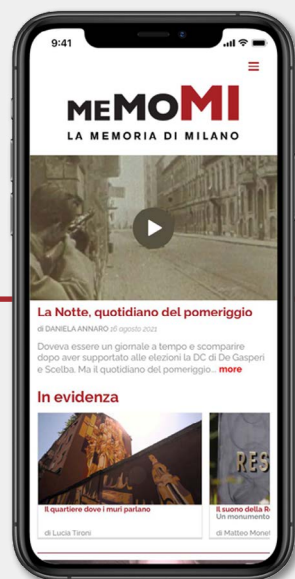 9:41
MEMOMI
LA MEMORIA DI MILANO
La Notte, quotidiano del pomeriggio
di DANIELA ANNARO 16 agosto 2021
Doveva essere un giornale a tempo e scomparire
dopo aver supportato alle elezioni la DC di De Gasperi
e Scelba. Ma il quotidiano del pomeriggio... more
In evidenza
RES
Il quartiere dove i muri parlano
di Lucia Tironi
Il suono della R
Un monumento
di Matteo Monet